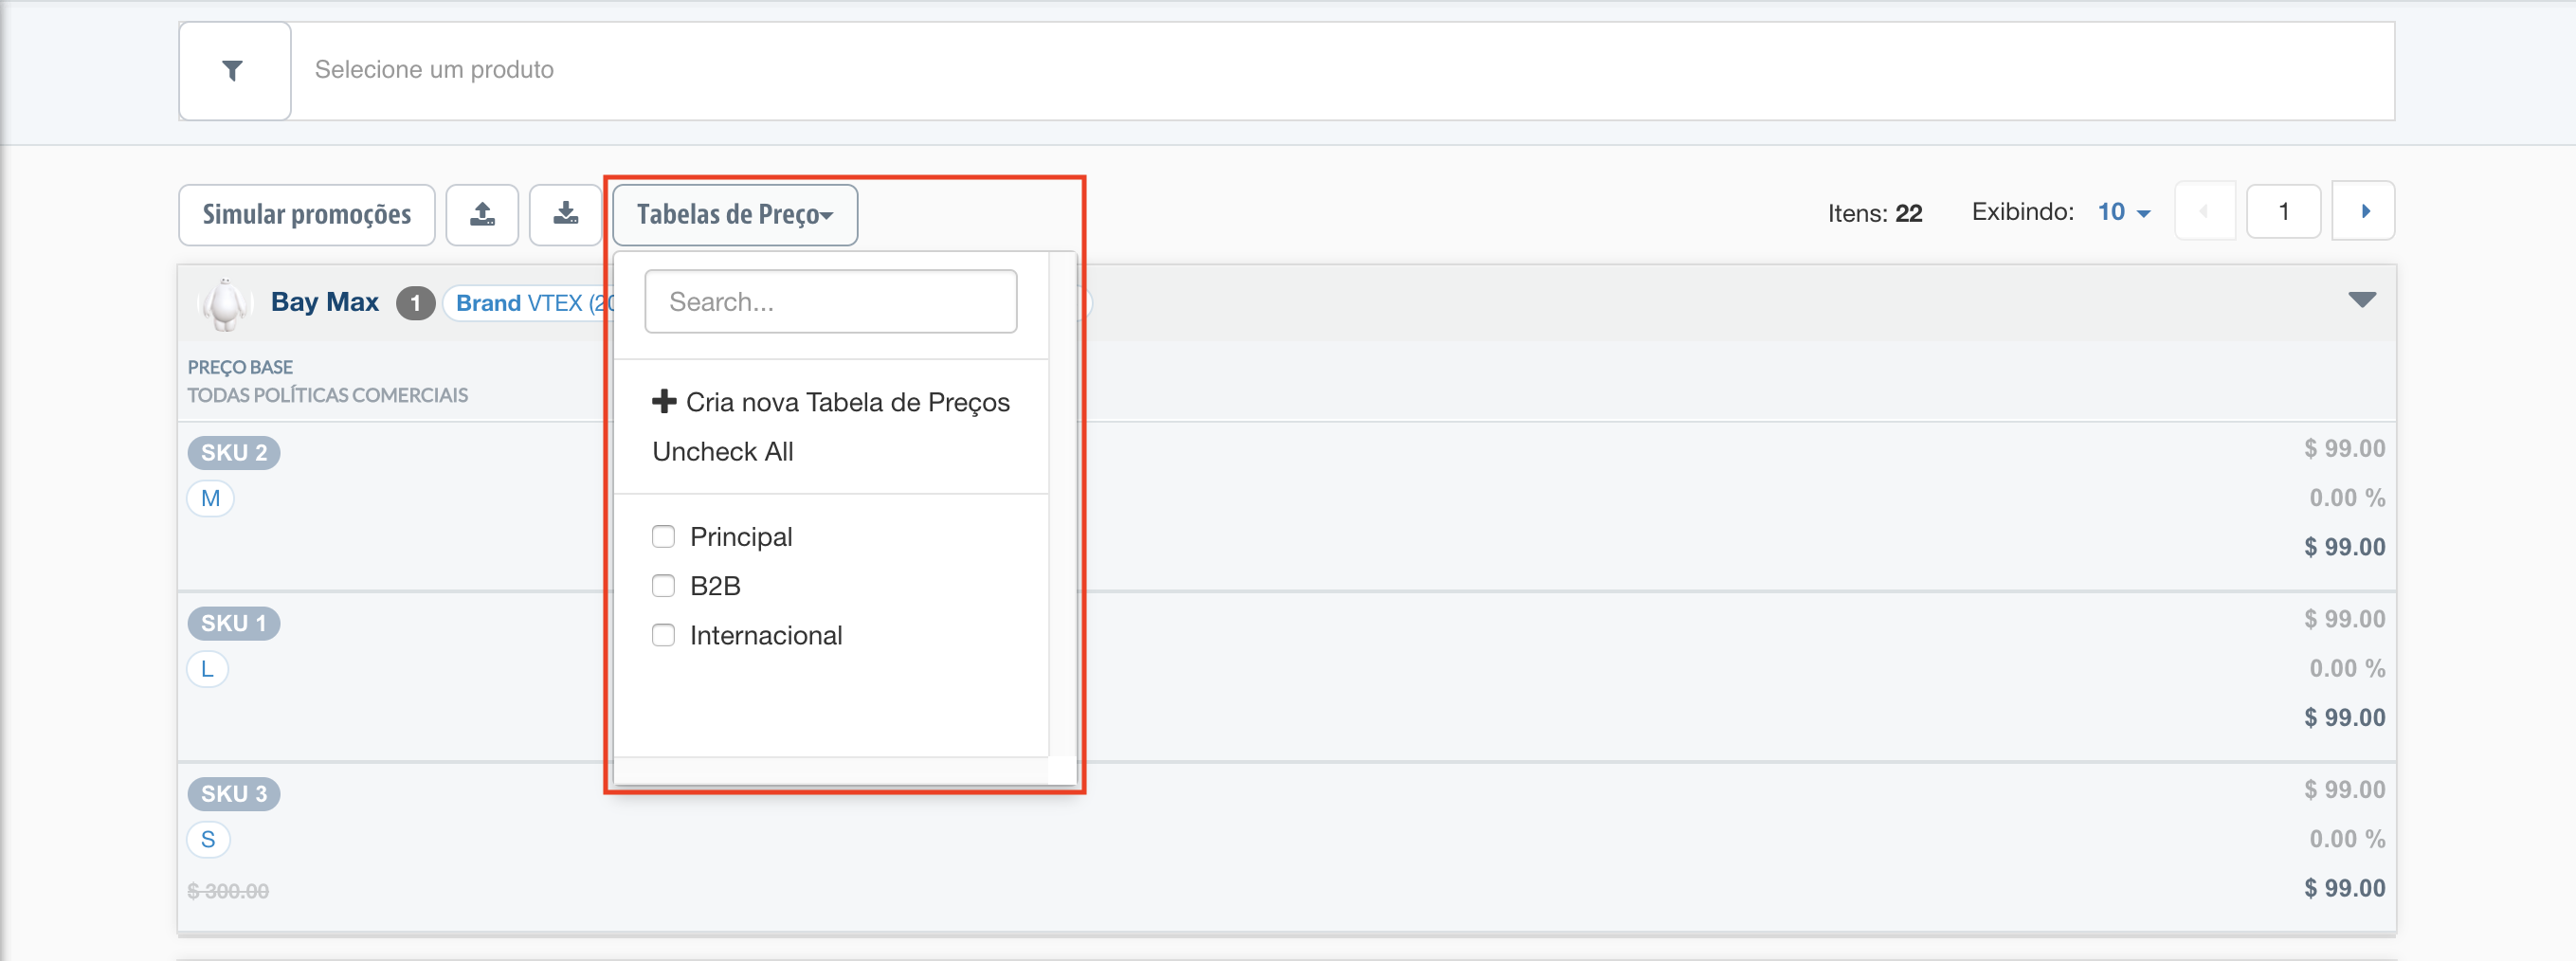 Selecione um produto
Simular promoções
Tabelas de Preço
Itens: 22
Exibindo: 10
1
Search...
Bay Max 1 Brand VTEX (20
PREÇO BASE
TODAS POLÍTICAS COMERCIAIS
Cria nova Tabela de Preços
Uncheck All
Principal
B2B
Internacional
SKU 2
M
$ 99.00
0.00 %
$ 99.00
SKU 1
L
$ 99.00
0.00 %
$ 99.00
SKU 3
S
$ 300.00
$ 99.00
0.00 %
$ 99.00